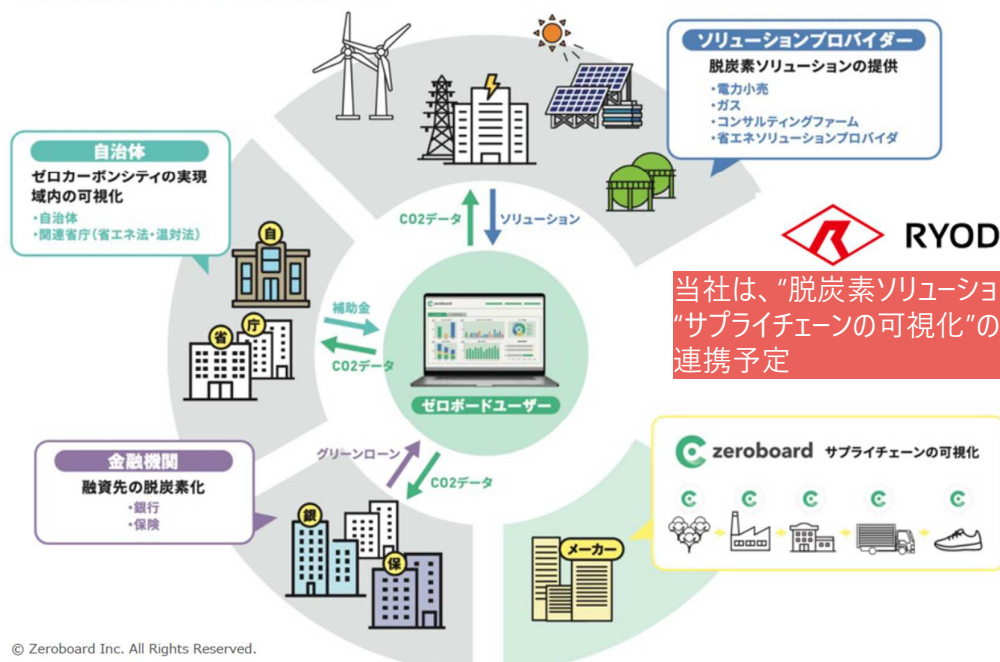 ソリューションプロバイダー
脱炭素ソリューションの提供
・電力小売
・ガス
・コンサルティングファーム
・省エネソリューションプロバイダ
自治体
ゼロカーボンシティの実現
域内の可視化
・自治体
・関連省庁(省エネ法・温対法)
自
省
庁
CO2データ
ソリューション
補助金
CO2データ
zeroboard
ゼロボードユーザー
RYOD
当社は、“脱炭素ソリューショ
“サプライチェーンの可視化”の
連携予定
金融機関
融資先の脱炭素化
・銀行
・保険
グリーンローン
CO2データ
銀
保
メーカー
zeroboard サプライチェーンの可視化
© Zeroboard Inc. All Rights Reserved.